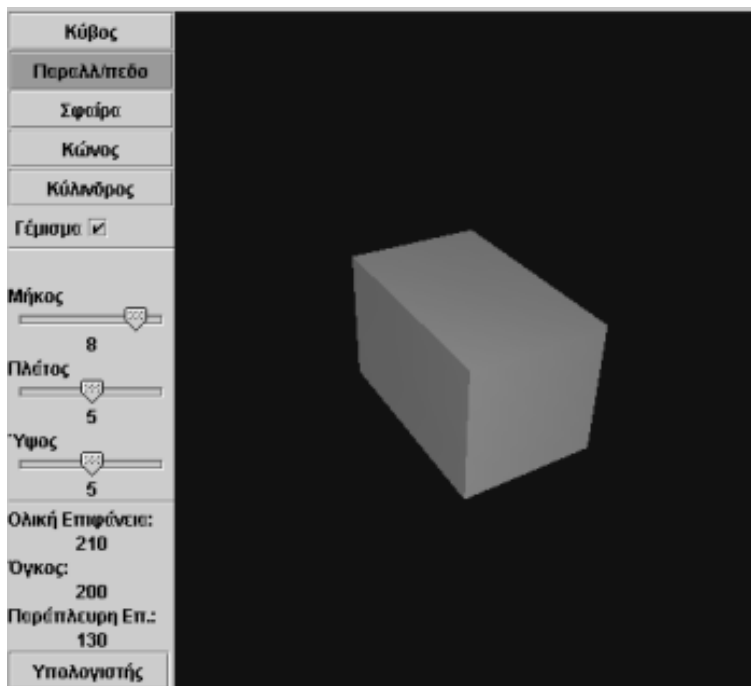 Κύβος
Παραλλ/πεδο
Σφαίρα
Κώνος
Κύλινδρος
Γέμισμα
Μήκος
8
Πλάτος
5
Ύψος
5
Ολική Επιφάνεια:
210
Όγκος:
200
Παράπλευρη Επ.:
130
Υπολογιστής